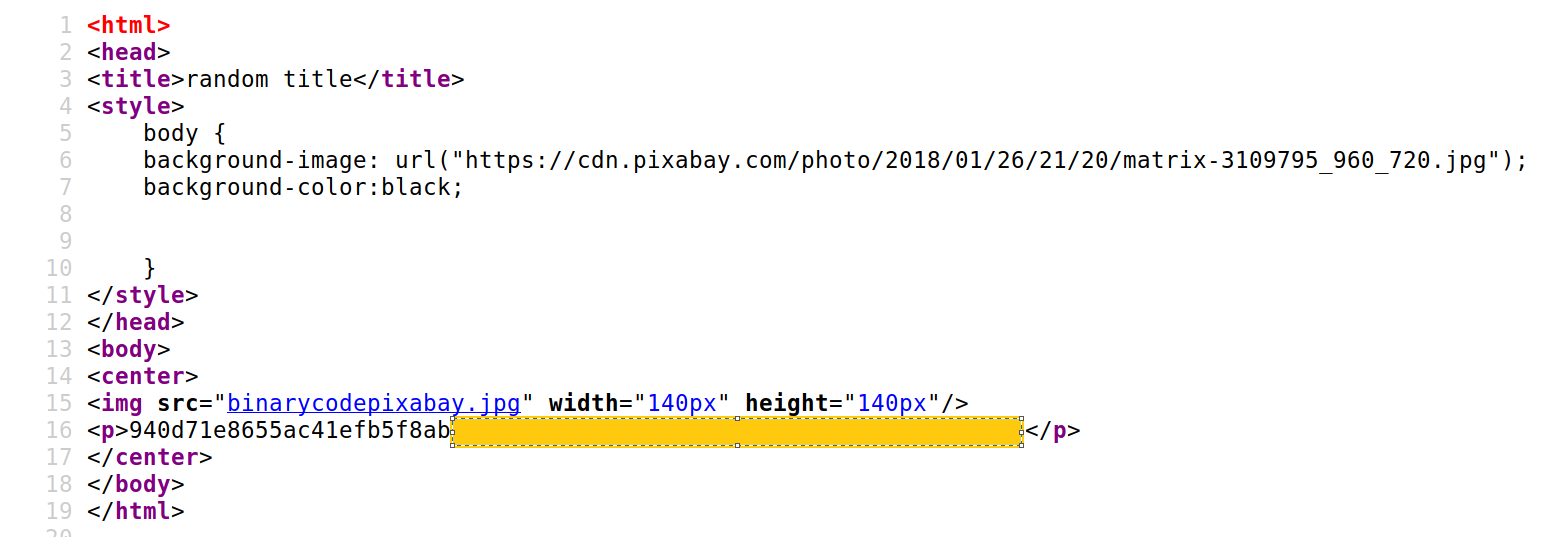 1 <html>
2 <head>
3 <title>random title</title>
4 <style>
5     body {
6     background-image: url("https://cdn.pixabay.com/photo/2018/01/26/21/20/matrix-3109795_960_720.jpg");
7     background-color:black;
8
9
10     }
11 </style>
12 </head>
13 <body>
14 <center>
15 <img src="binarycodepixabay.jpg" width="140px" height="140px"/>
16 <p>940d71e8655ac41efb5f8ab</p>
17 </center>
18 </body>
19 </html>
20